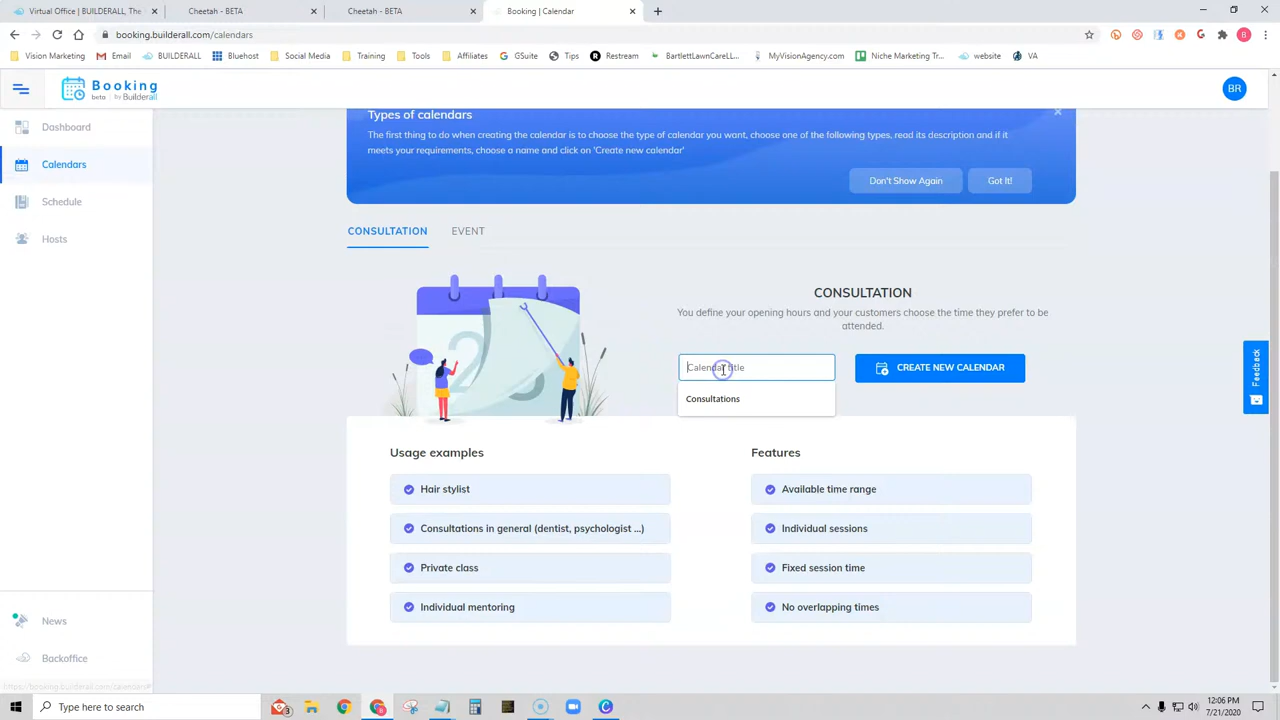 Virtual Office | BUILDERALL, The
Cheetah - BETA
Cheetah - BETA
Booking | Calendar
booking.builderall.com/calendars
Vision Marketing
Email
BUILDERALL
Bluehost
Social Media
Training
Tools
Affiliates
GSuite
Tips
Restream
BartlettLawnCareLL...
MyVisionAgency.com
Niche Marketing Tr...
website
VA
Booking
beta by Builderall
BR
Dashboard
Calendars
Schedule
Hosts
News
Backoffice
Types of calendars
The first thing to do when creating the calendar is to choose the type of calendar you want, choose one of the following types, read its description and if it
meets your requirements, choose a name and click on 'Create new calendar'
Don't Show Again
Got It!
CONSULTATION
EVENT
CONSULTATION
You define your opening hours and your customers choose the time they prefer to be
attended.
Calendar title
CREATE NEW CALENDAR
Consultations
Usage examples
Hair stylist
Consultations in general (dentist, psychologist ...)
Private class
Individual mentoring
Features
Available time range
Individual sessions
Fixed session time
No overlapping times
Feedback
Type here to search
12:06 PM
7/21/2020